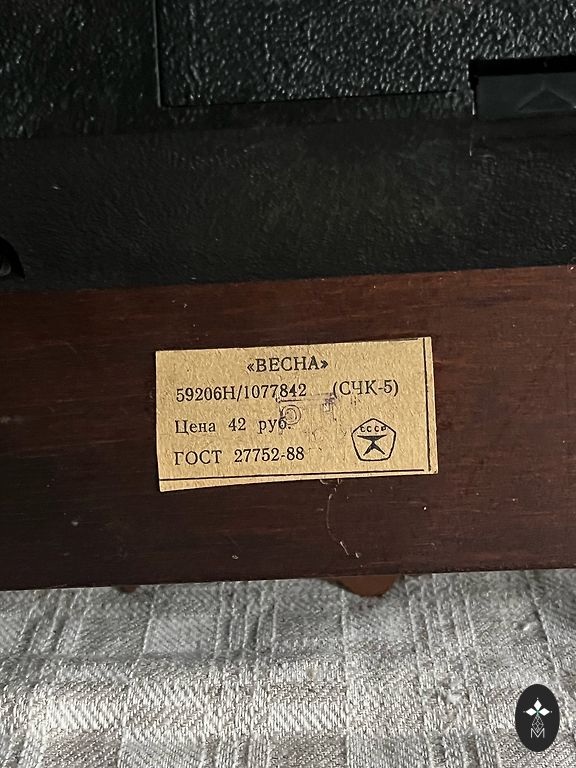 «ВЕСНА»
59206Н/1077842 (СЧК-5)
Цена 42 руб.
ГОСТ 27752-88
СССР
M